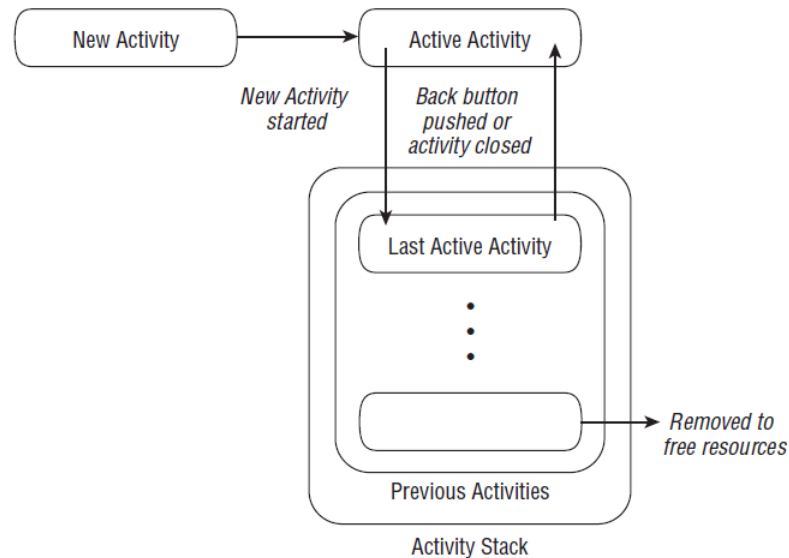 New Activity
Active Activity
New Activity
started
Back button
pushed or
activity closed
Last Active Activity
Removed to
free resources
Previous Activities
Activity Stack